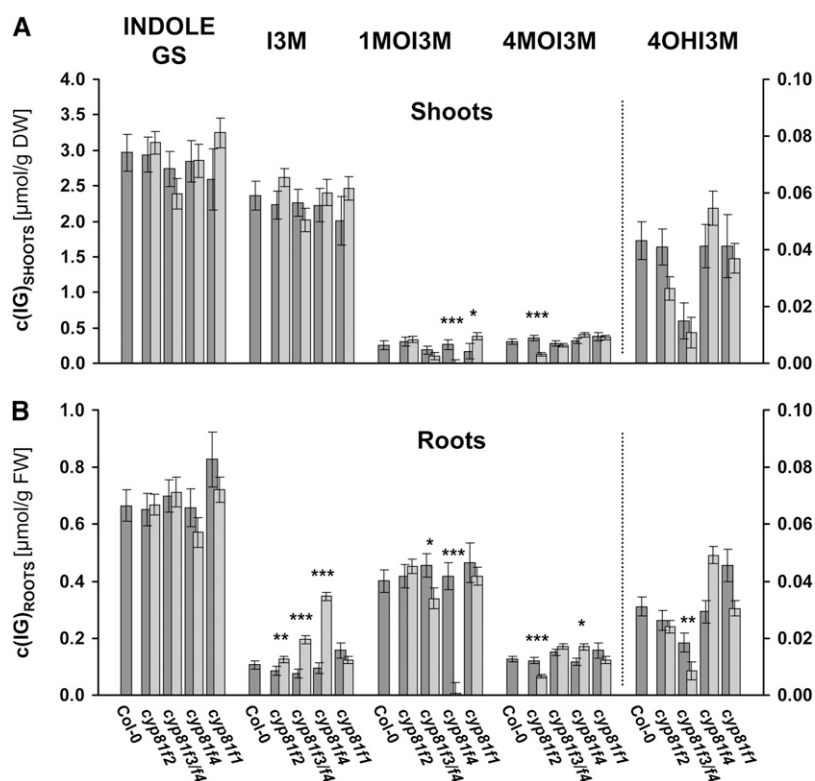 A
INDOLE GS
I3M
1MOI3M
4MOI3M
4OHI3M
Shoots
c(IG)SHOOTS [µmol/g DW]
4.0
3.5
3.0
2.5
2.0
1.5
1.0
0.5
0.0
0.10
0.08
0.06
0.04
0.02
0.00
***
*
***
B
Roots
c(IG)ROOTS [µmol/g FW]
1.0
0.8
0.6
0.4
0.2
0.0
0.10
0.08
0.06
0.04
0.02
0.00
**
***
***
*
***
***
*
**
Col-0
cyp81f2
cyp81f3/f4
cyp81f4
cyp81f1
Col-0
cyp81f2
cyp81f3/f4
cyp81f4
cyp81f1
Col-0
cyp81f2
cyp81f3/f4
cyp81f4
cyp81f1
Col-0
cyp81f2
cyp81f3/f4
cyp81f4
cyp81f1
Col-0
cyp81f2
cyp81f3/f4
cyp81f4
cyp81f1